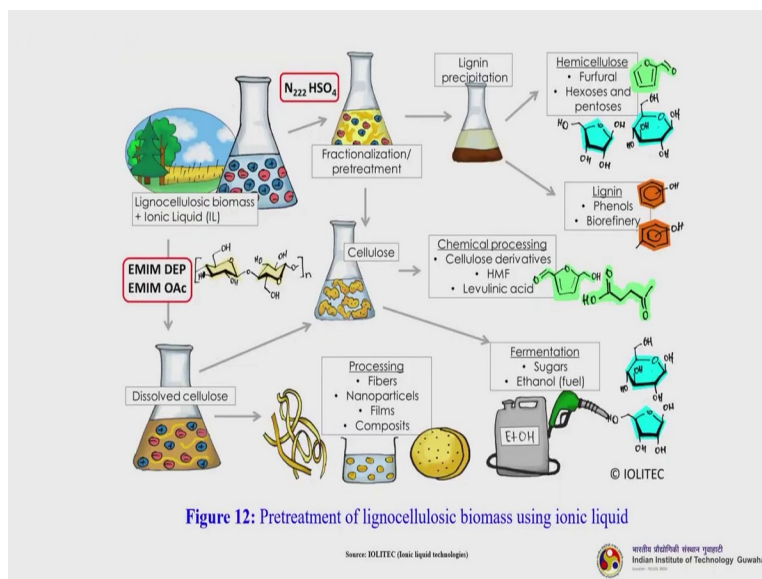 N222 HSO4
Lignocellulosic biomass
+ Ionic Liquid (IL)
Fractionalization/
pretreatment
Lignin
precipitation
Hemicellulose
• Furfural
• Hexoses and
pentoses
Lignin
• Phenols
• Biorefinery
EMIM DEP
EMIM OAc
Cellulose
Chemical processing
• Cellulose derivatives
• HMF
• Levulinic acid
Dissolved cellulose
Processing
• Fibers
• Nanoparticels
• Films
• Composits
Fermentation
• Sugars
• Ethanol (fuel)
EtOH
© IOLITEC
Figure 12: Pretreatment of lignocellulosic biomass using ionic liquid
Source: IOLITEC (Ionic liquid technologies)
भारतीय प्रौद्योगिकी संस्थान गुवाहाटी
Indian Institute of Technology Guwah